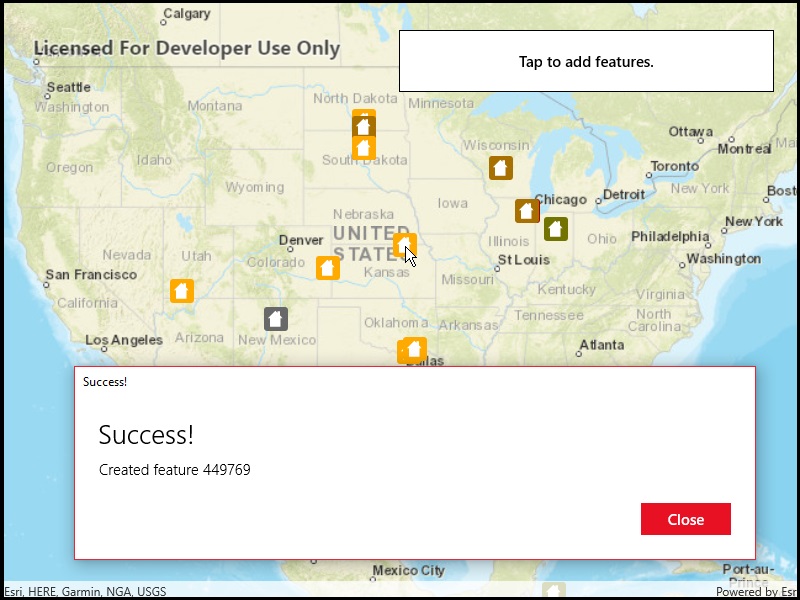 Calgary
Licensed For Developer Use Only
Tap to add features.
Seattle
Washington
Montana
North Dakota
Minnesota
Ottawa
Montreal
Mai
Oregon
Idaho
South Dakota
Wisconsin
Toronto
Wyoming
Iowa
Chicago
Detroit
New York
Bost
Nebraska
New York
UNITED
STATES
Denver
Illinois
Ohio
Philadelphia
Nevada
Utah
Colorado
Kansas
St Louis
Washington
San Francisco
Missouri
Kentucky
Virginia
California
Tennessee
North
Carolina
Oklahoma
Arkansas
Los Angeles
Arizona
New Mexico
Atlanta
Dallas
Success!
Success!
Created feature 449769
Close
Mexico City
Port-au-
Prince
Esri, HERE, Garmin, NGA, USGS
Powered by Esr